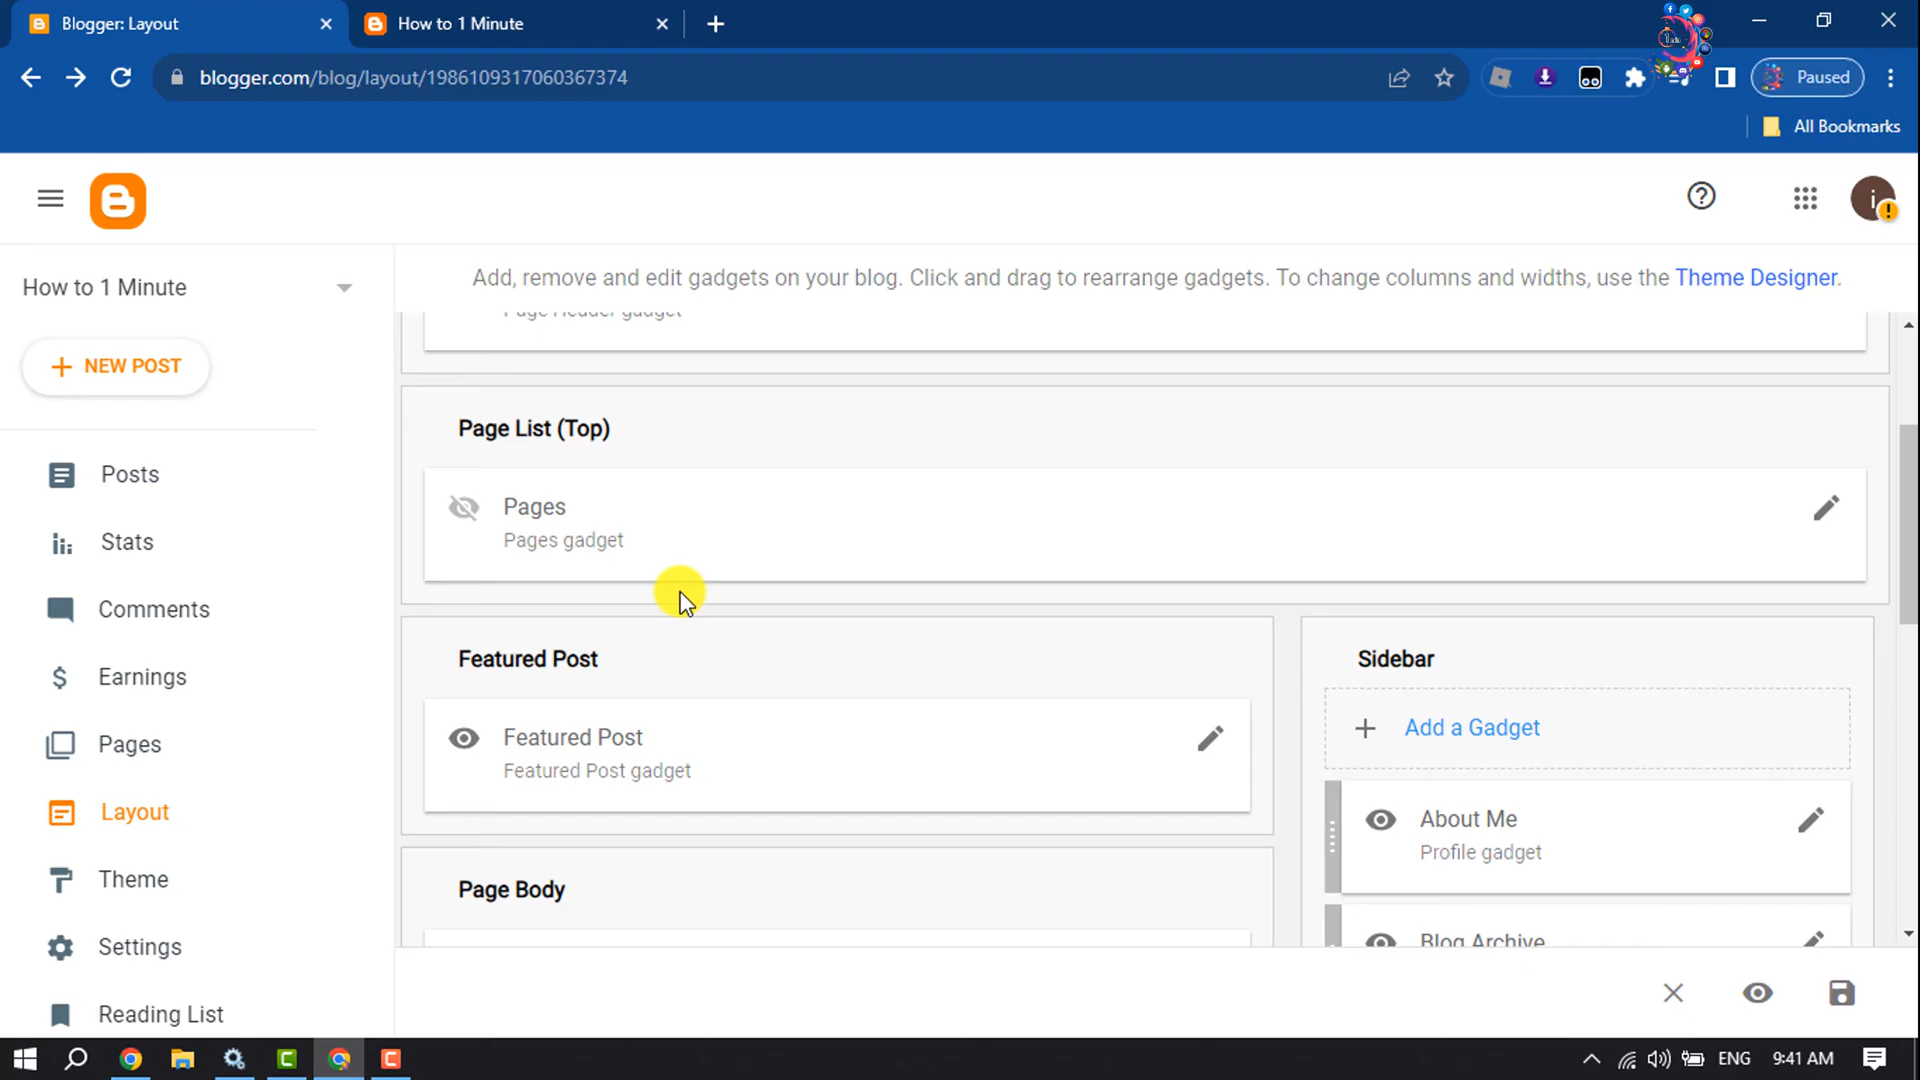 Blogger: Layout
How to 1 Minute
blogger.com/blog/layout/1986109317060367374
Paused
All Bookmarks
i
How to 1 Minute
Add, remove and edit gadgets on your blog. Click and drag to rearrange gadgets. To change columns and widths, use the Theme Designer.
NEW POST
Page Header gadget
Page List (Top)
Pages
Pages gadget
Posts
Stats
Comments
Earnings
Pages
Layout
Theme
Settings
Reading List
Featured Post
Featured Post
Featured Post gadget
Page Body
Sidebar
Add a Gadget
About Me
Profile gadget
Blog Archive
ENG
9:41 AM